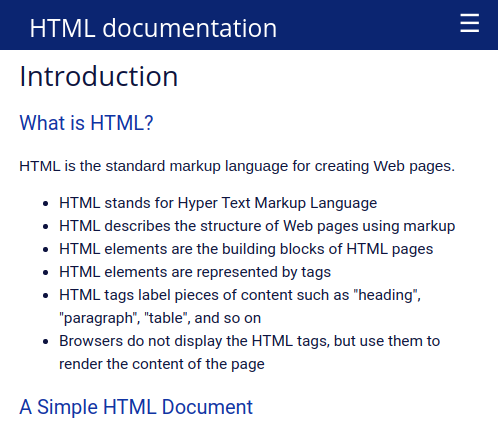 HTML documentation
Introduction
What is HTML?
HTML is the standard markup language for creating Web pages.
HTML stands for Hyper Text Markup Language
HTML describes the structure of Web pages using markup
HTML elements are the building blocks of HTML pages
HTML elements are represented by tags
HTML tags label pieces of content such as "heading",
"paragraph", "table", and so on
Browsers do not display the HTML tags, but use them to
render the content of the page
A Simple HTML Document